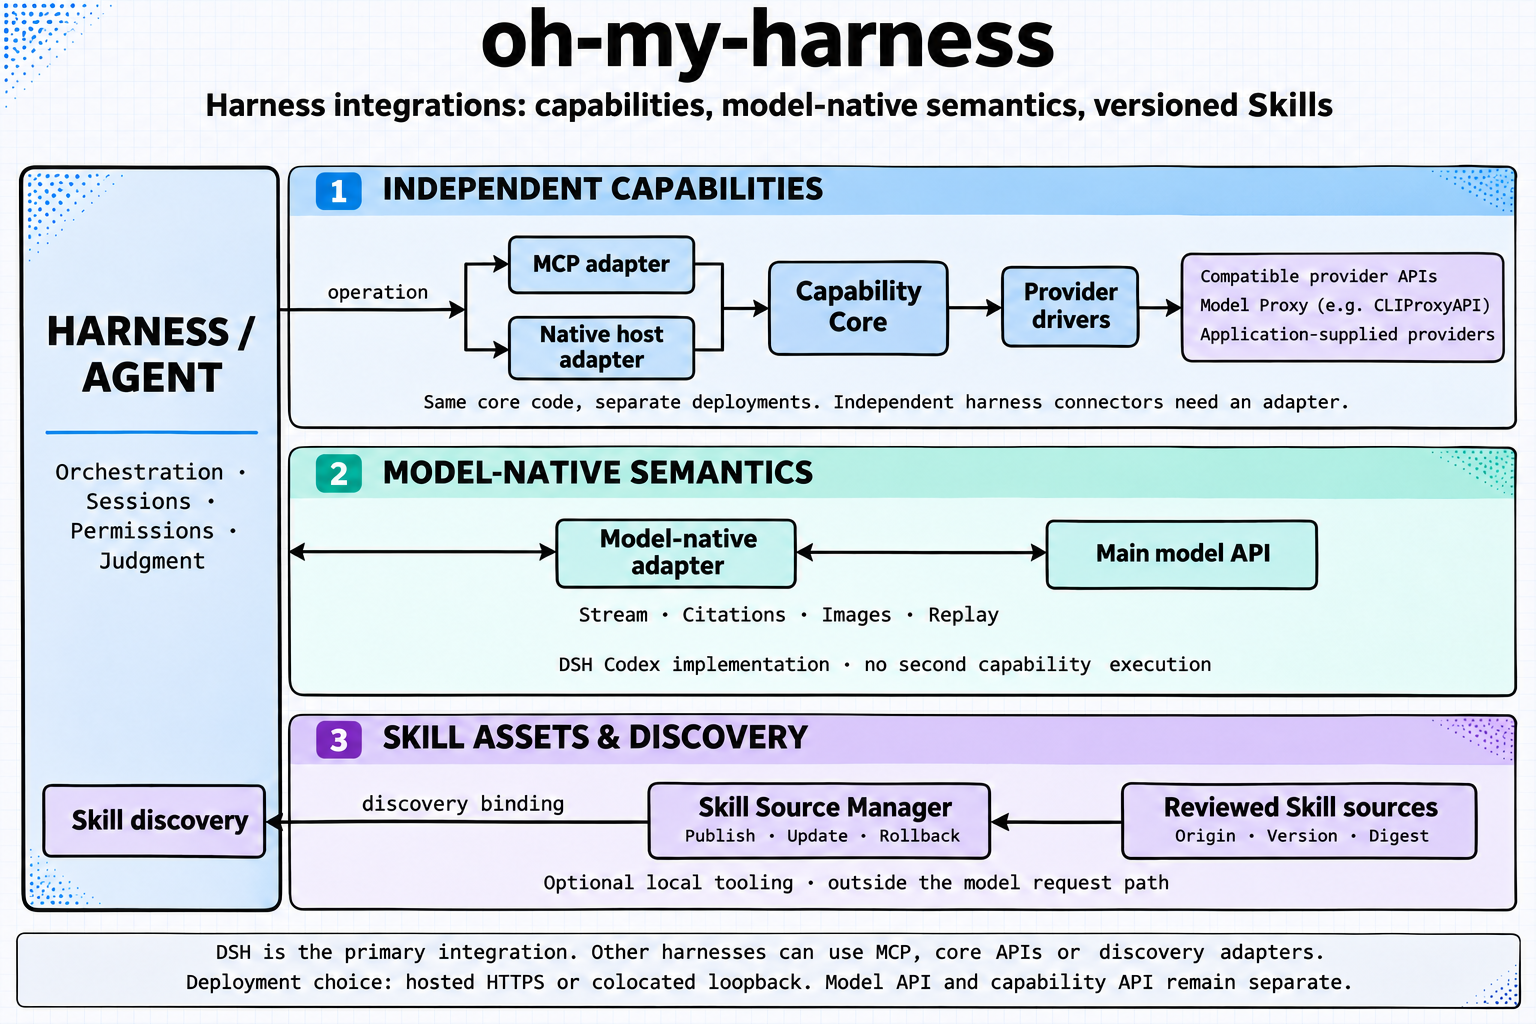 oh-my-harness
Harness integrations: capabilities, model-native semantics, versioned Skills
HARNESS /
AGENT
Orchestration ·
Sessions ·
Permissions ·
Judgment
Skill discovery
1 INDEPENDENT CAPABILITIES
operation
MCP adapter
Native host
adapter
Capability
Core
Provider
drivers
Compatible provider APIs
Model Proxy (e.g. CLIProxyAPI)
Application-supplied providers
Same core code, separate deployments. Independent harness connectors need an adapter.
2 MODEL-NATIVE SEMANTICS
Model-native
adapter
Main model API
Stream · Citations · Images · Replay
DSH Codex implementation · no second capability execution
3 SKILL ASSETS & DISCOVERY
discovery binding
Skill Source Manager
Publish · Update · Rollback
Reviewed Skill sources
Origin · Version · Digest
Optional local tooling · outside the model request path
DSH is the primary integration. Other harnesses can use MCP, core APIs or discovery adapters.
Deployment choice: hosted HTTPS or colocated loopback. Model API and capability API remain separate.